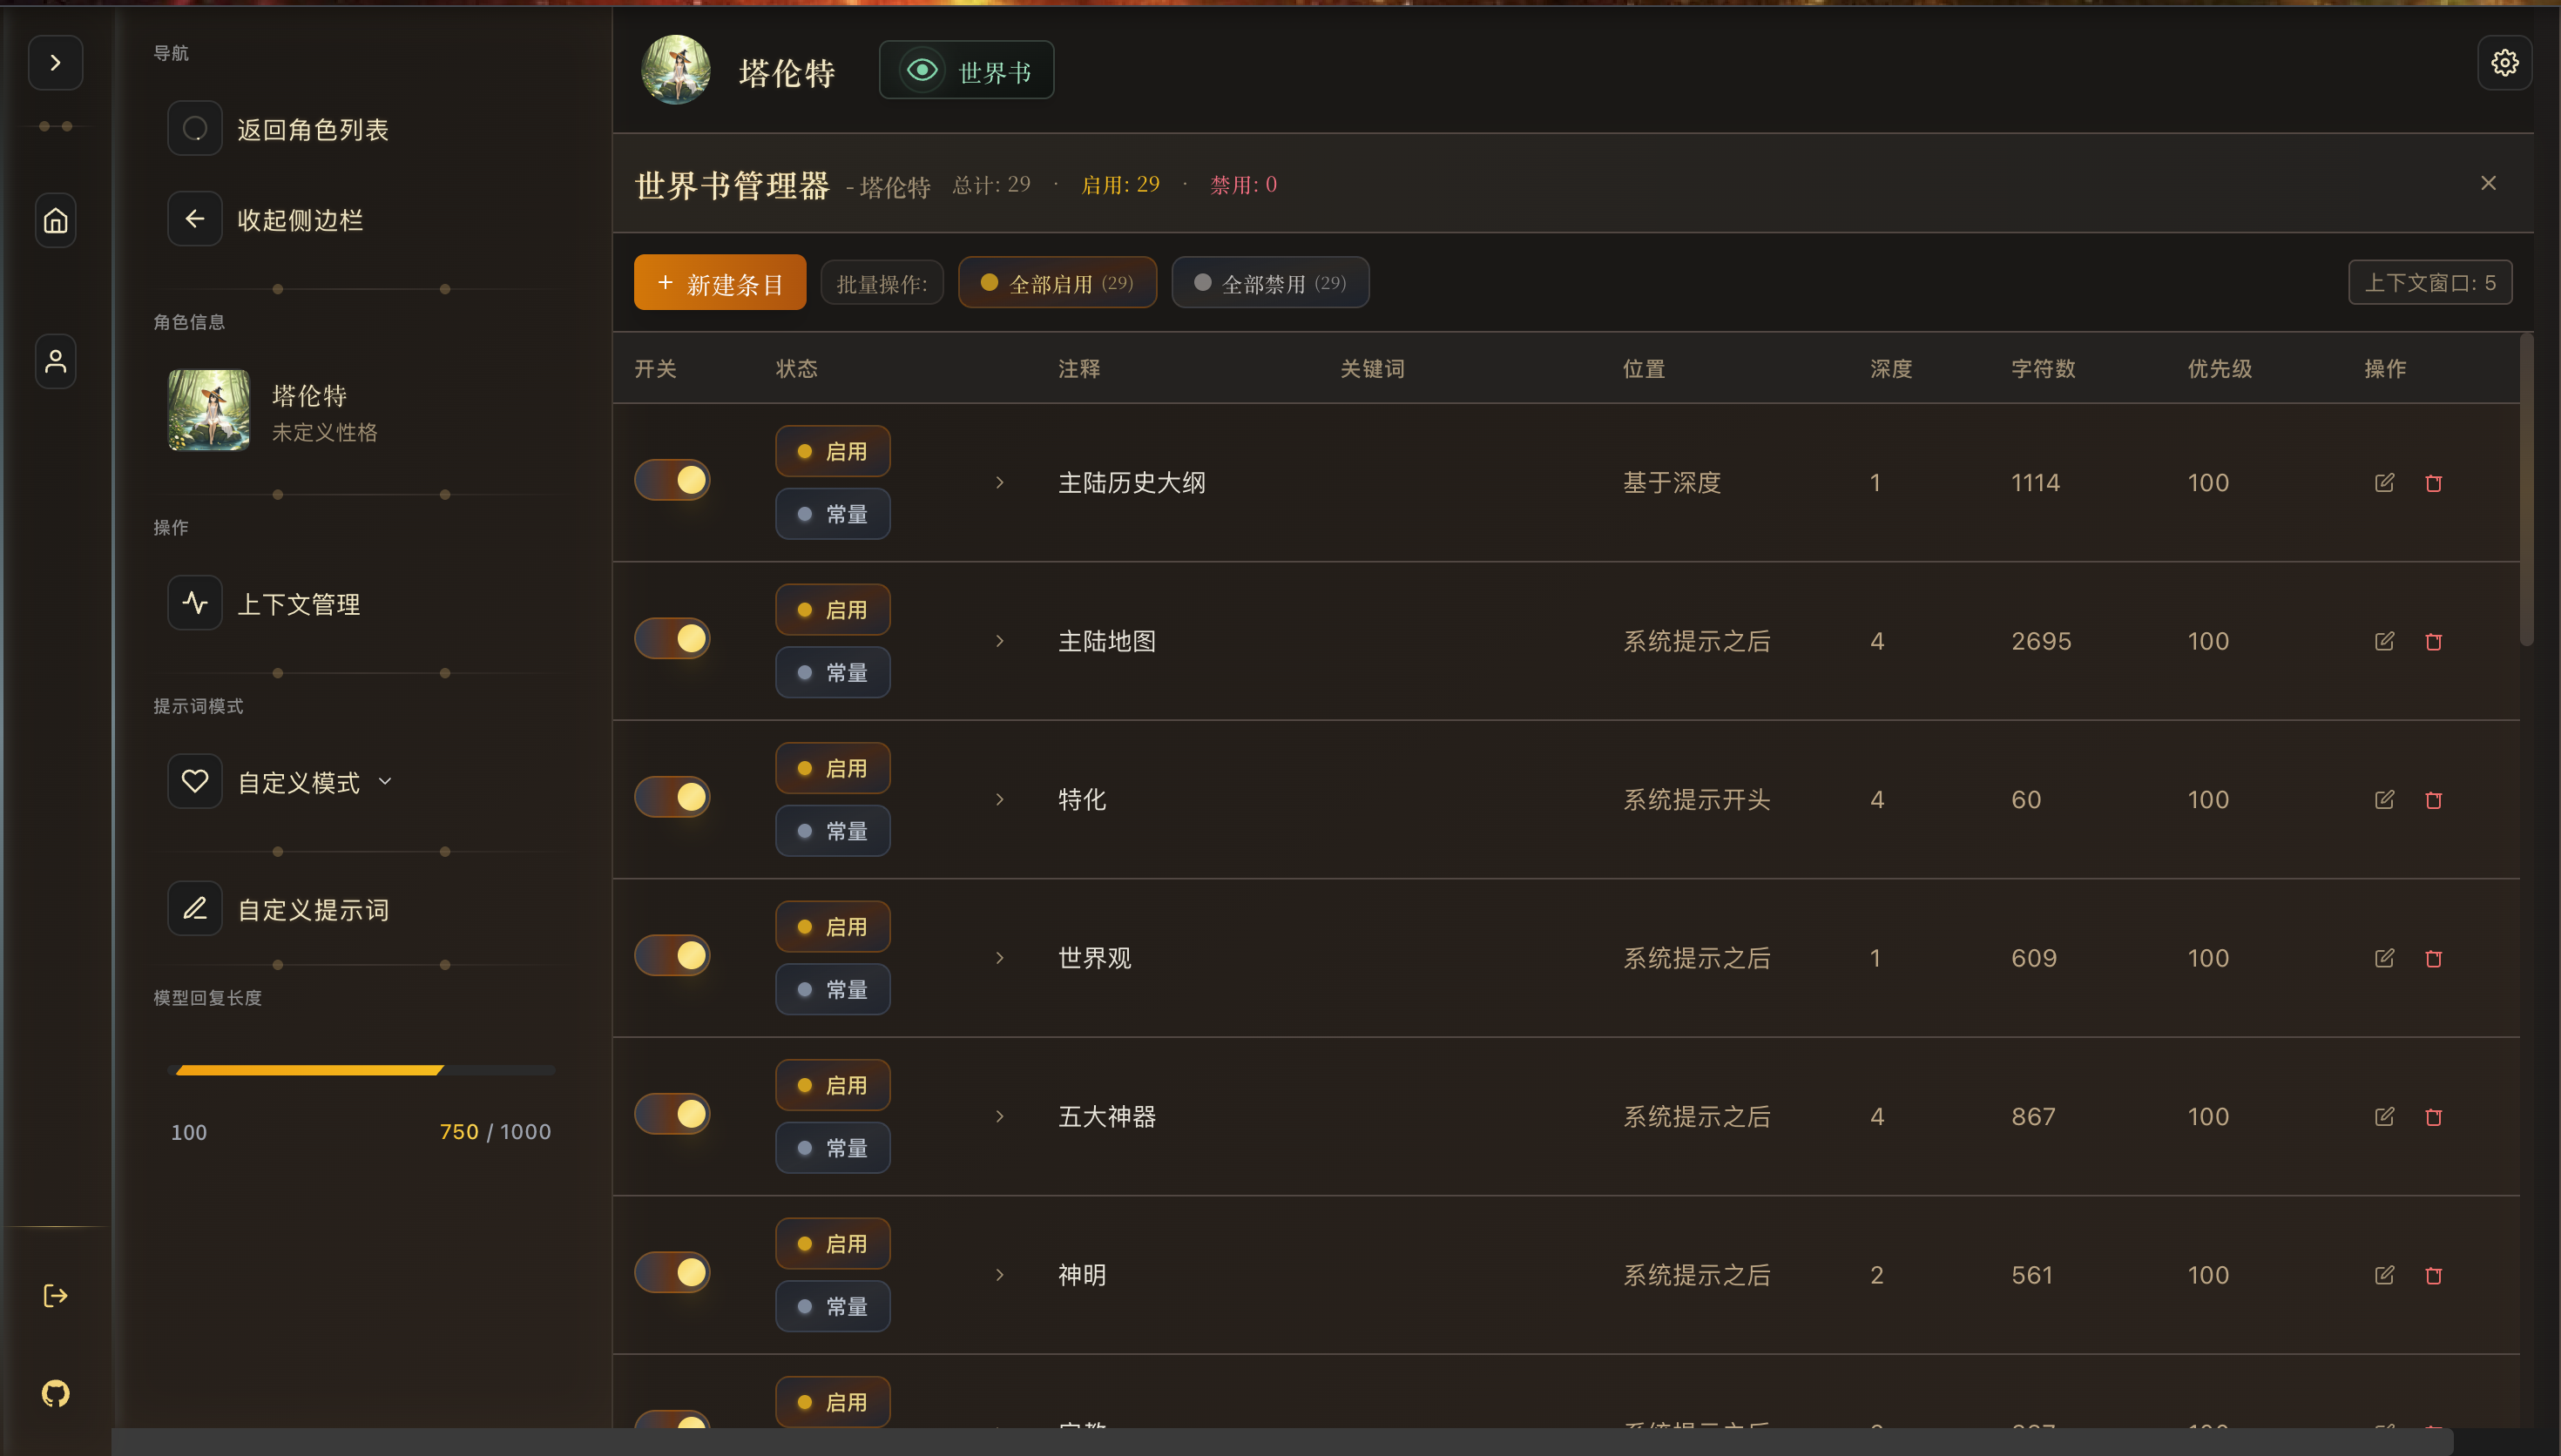 导航
返回角色列表
收起侧边栏
角色信息
塔伦特
未定义性格
操作
上下文管理
提示词模式
自定义模式
自定义提示词
模型回复长度
100 750 / 1000
塔伦特 世界书
世界书管理器 - 塔伦特 总计: 29 · 启用: 29 · 禁用: 0
+ 新建条目 批量操作: 全部启用 (29) 全部禁用 (29) 上下文窗口: 5
开关 状态 注释 关键词 位置 深度 字符数 优先级 操作
启用
常量
主陆历史大纲 基于深度 1 1114 100
启用
常量
主陆地图 系统提示之后 4 2695 100
启用
常量
特化 系统提示开头 4 60 100
启用
常量
世界观 系统提示之后 1 609 100
启用
常量
五大神器 系统提示之后 4 867 100
启用
常量
神明 系统提示之后 2 561 100
启用